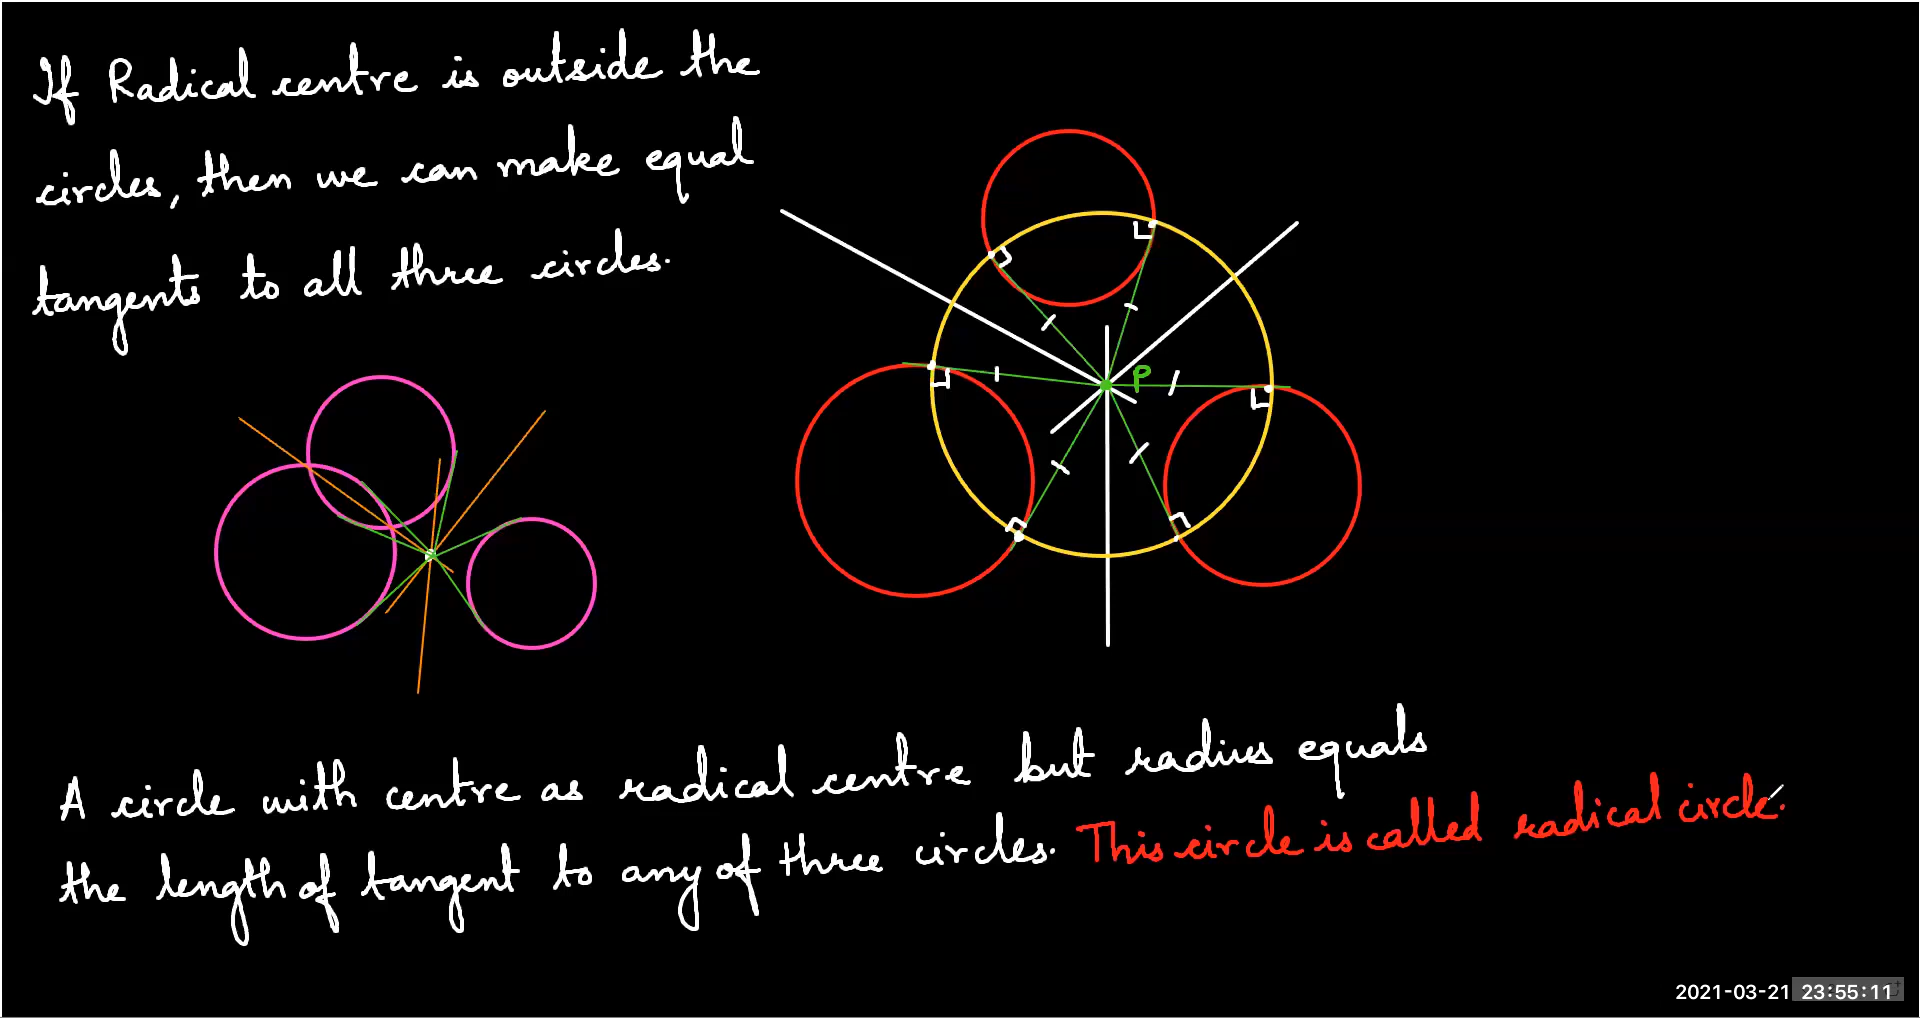 If Radical centre is outside the
circles, then we can make equal
tangents to all three circles.
P
A circle with centre as radical centre but radius equals
the length of tangent to any of three circles. This circle is called radical circle.
2021-03-21 23:55:11